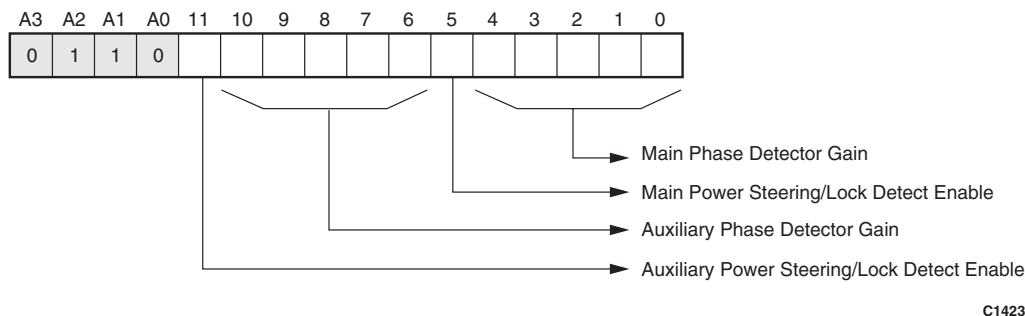 A3 A2 A1 A0 11 10 9 8 7 6 5 4 3 2 1 0
0 1 1 0
Main Phase Detector Gain
Main Power Steering/Lock Detect Enable
Auxiliary Phase Detector Gain
Auxiliary Power Steering/Lock Detect Enable
C1423